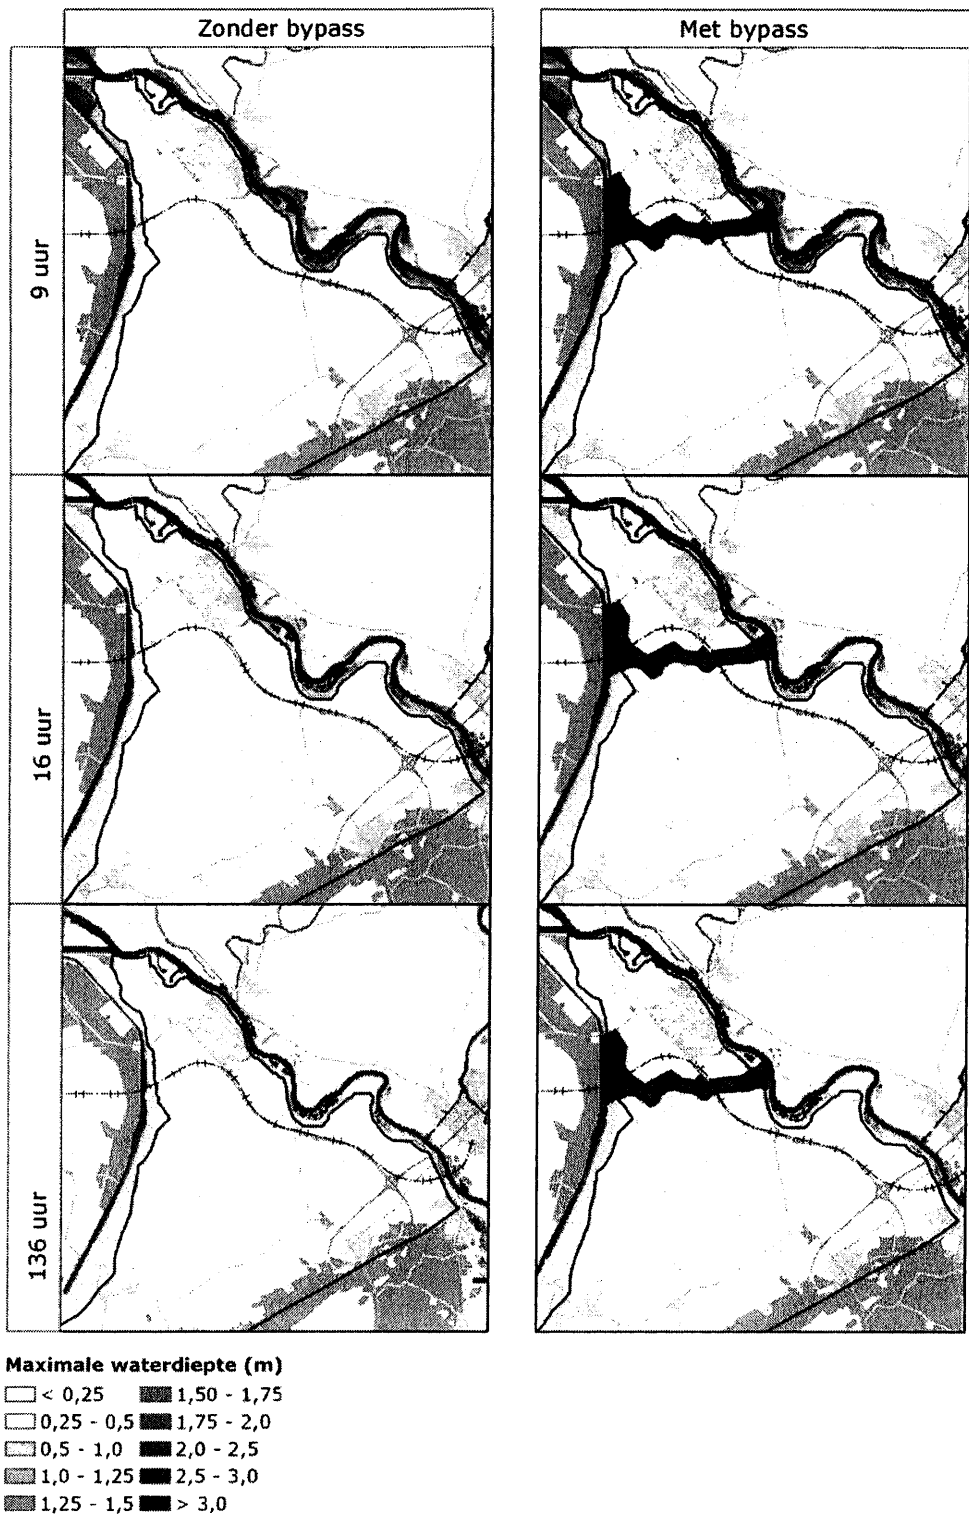 Zonder bypass
Met bypass
9 uur
16 uur
136 uur
Maximale waterdiepte (m)
< 0,25
1,50 - 1,75
0,25 - 0,5
1,75 - 2,0
0,5 - 1,0
2,0 - 2,5
1,0 - 1,25
2,5 - 3,0
1,25 - 1,5
> 3,0